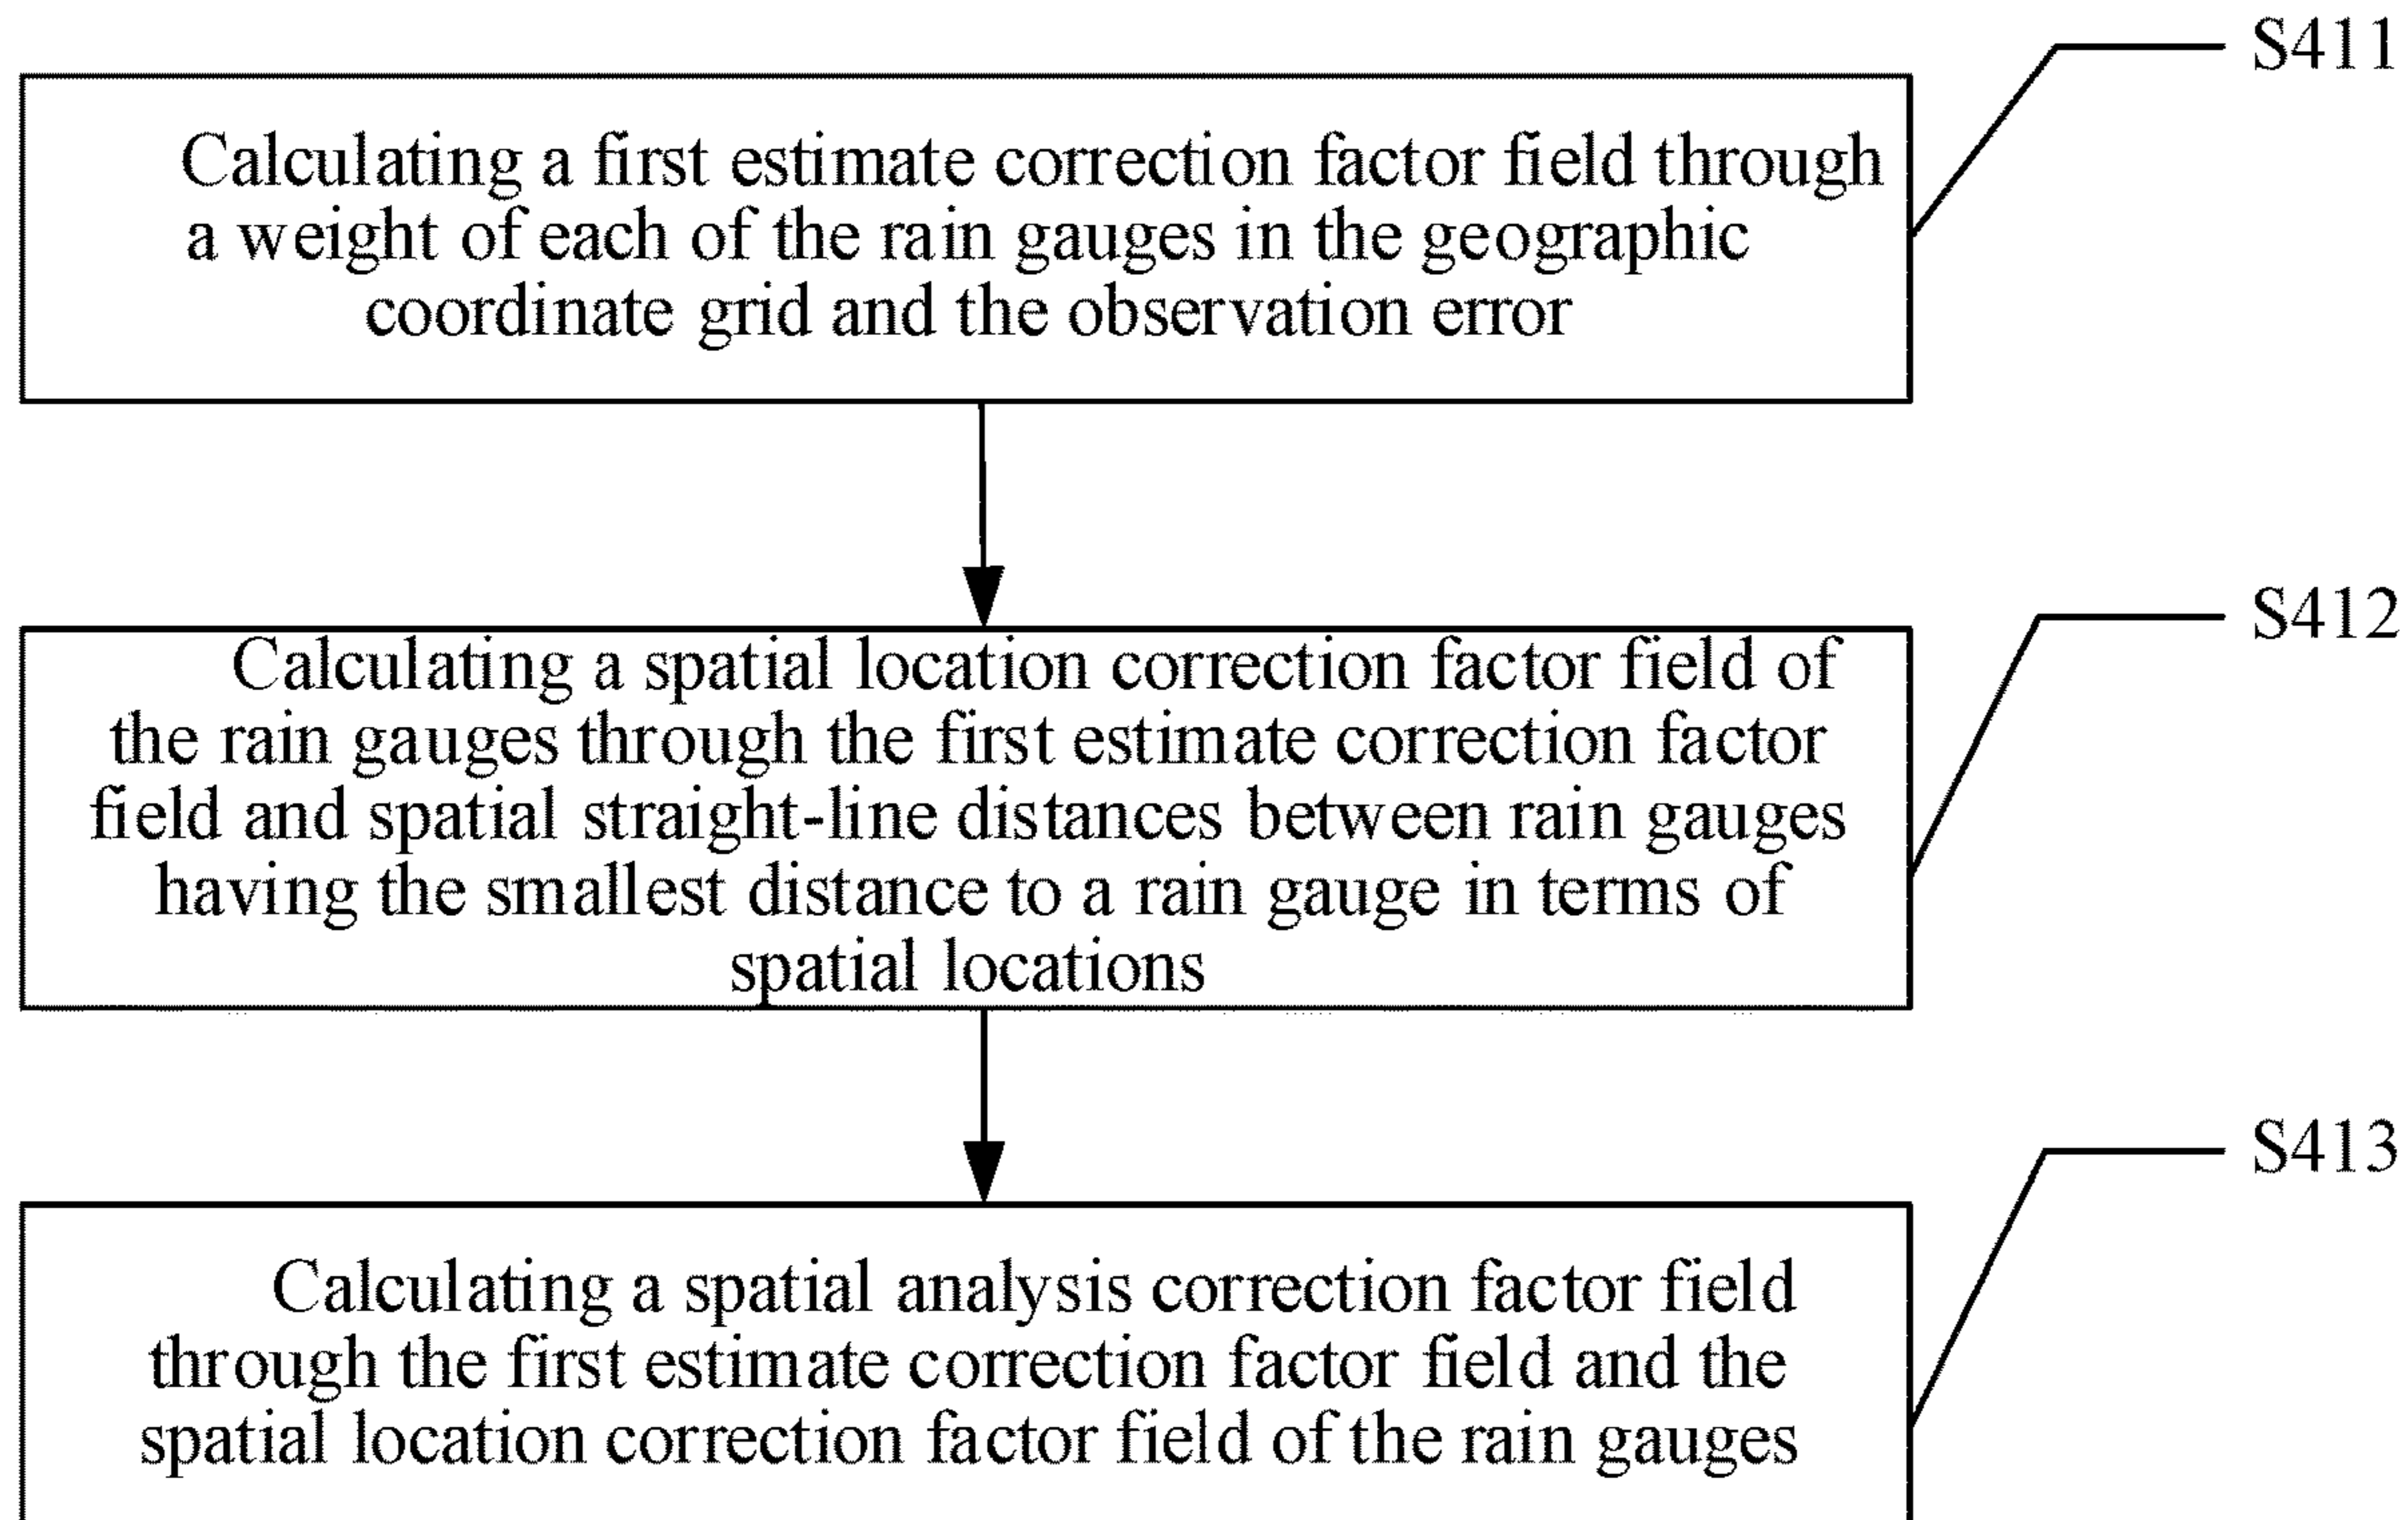 S411
Calculating a first estimate correction factor field through
a weight of each of the rain gauges in the geographic
coordinate grid and the observation error
S412
Calculating a spatial location correction factor field of
the rain gauges through the first estimate correction factor
field and spatial straight-line distances between rain gauges
having the smallest distance to a rain gauge in terms of
spatial locations
S413
Calculating a spatial analysis correction factor field
through the first estimate correction factor field and the
spatial location correction factor field of the rain gauges